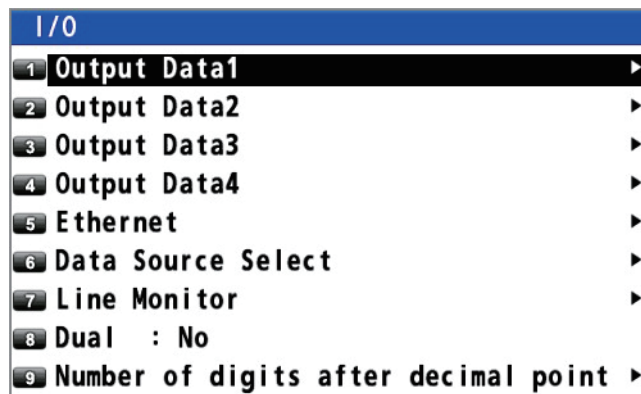 I/O
1 Output Data1
2 Output Data2
3 Output Data3
4 Output Data4
5 Ethernet
6 Data Source Select
7 Line Monitor
8 Dual : No
9 Number of digits after decimal point